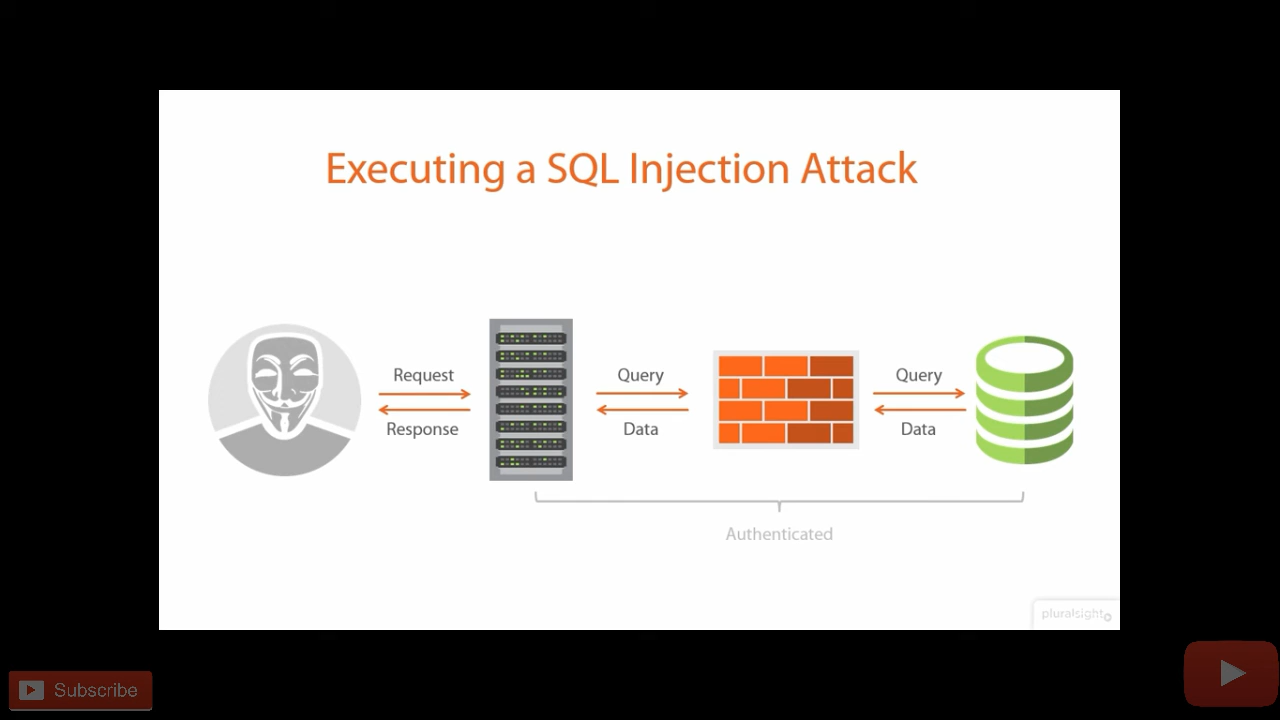 Executing a SQL Injection Attack
Request
Response
Query
Data
Query
Data
Authenticated
pluralsight
Subscribe